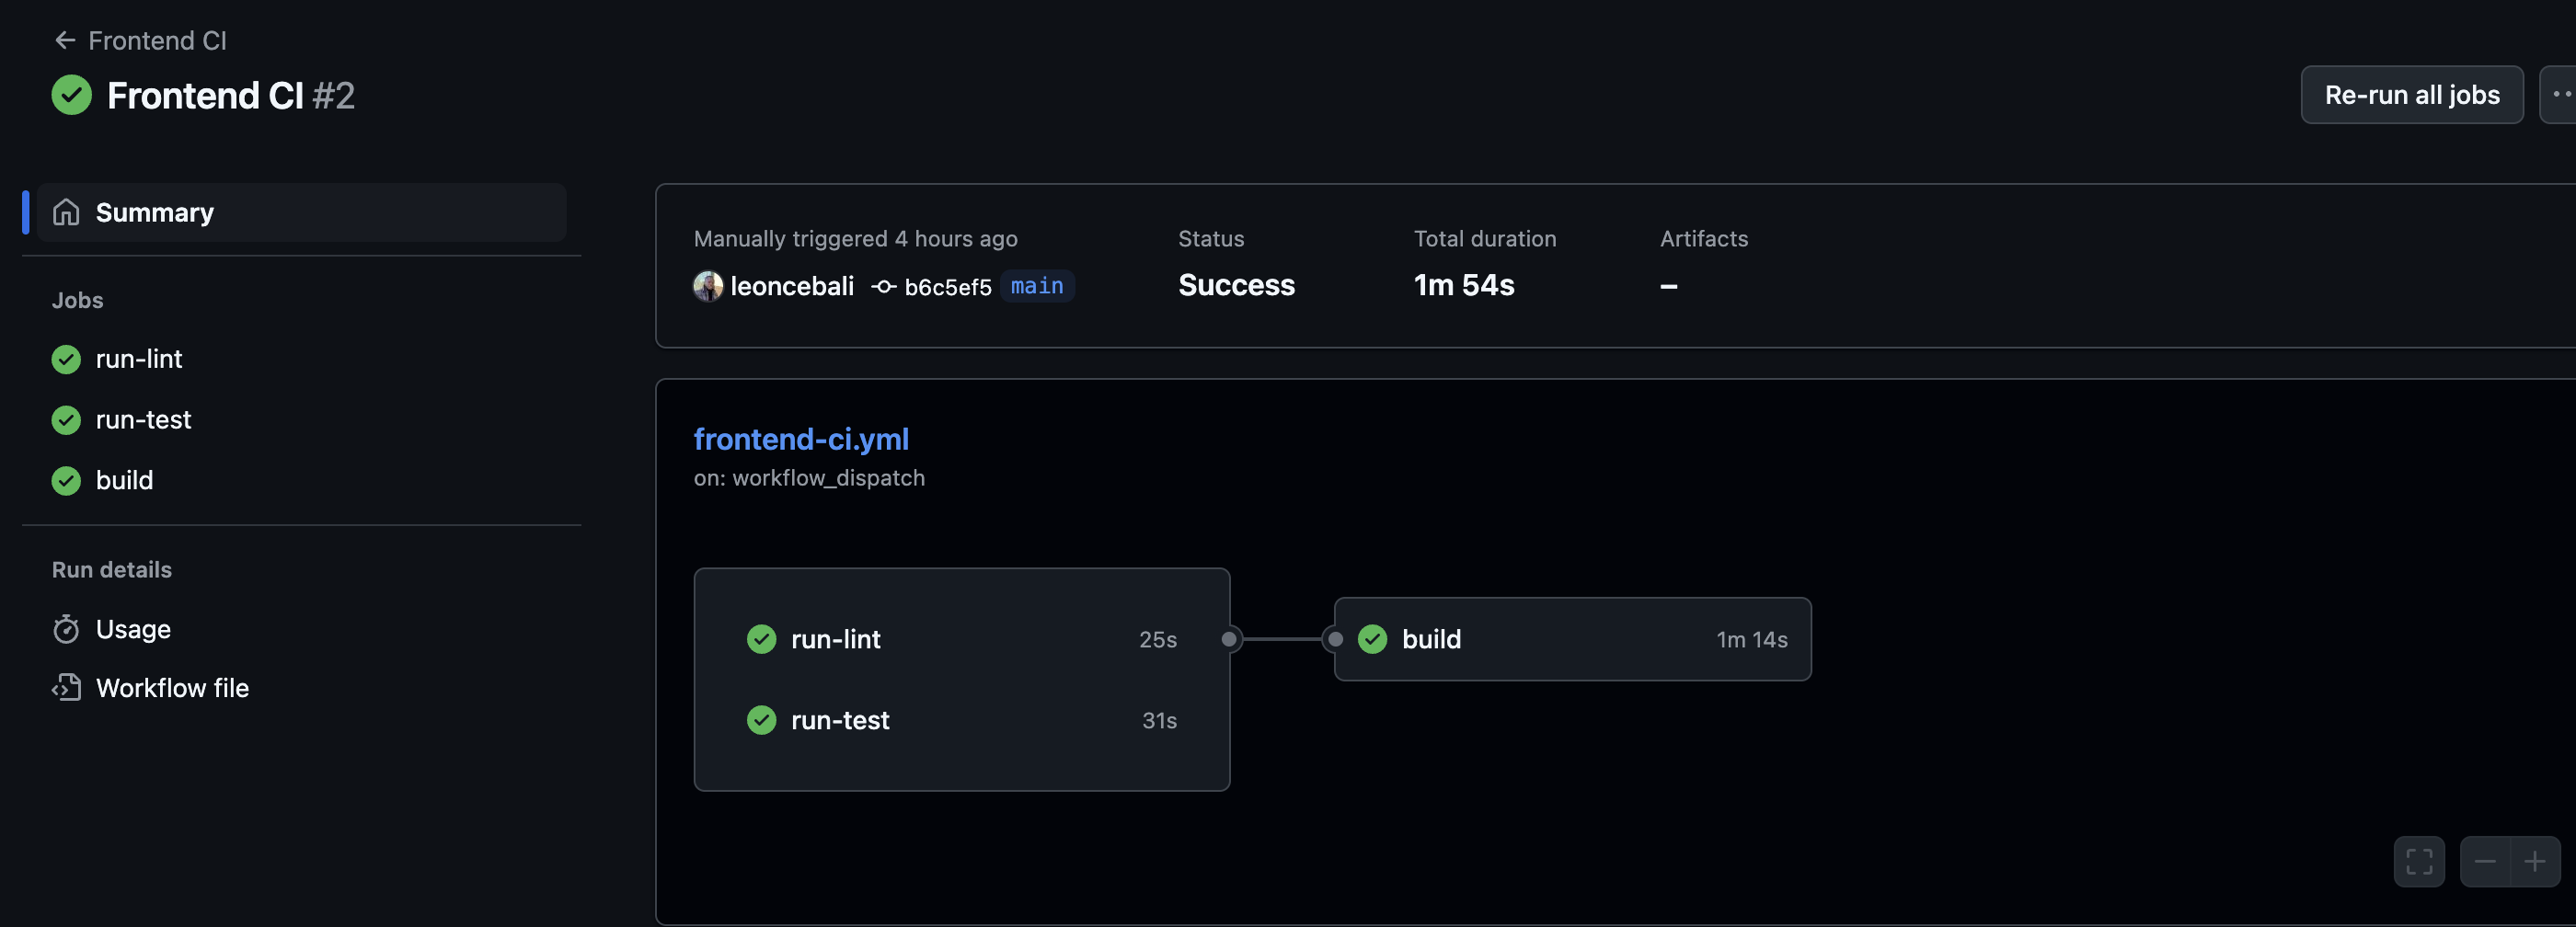 Frontend CI
Frontend CI #2
Re-run all jobs
Summary
Jobs
run-lint
run-test
build
Run details
Usage
Workflow file
Manually triggered 4 hours ago
leoncebali b6c5ef5 main
Status
Success
Total duration
1m 54s
Artifacts
–
frontend-ci.yml
on: workflow_dispatch
run-lint 25s
run-test 31s
build 1m 14s